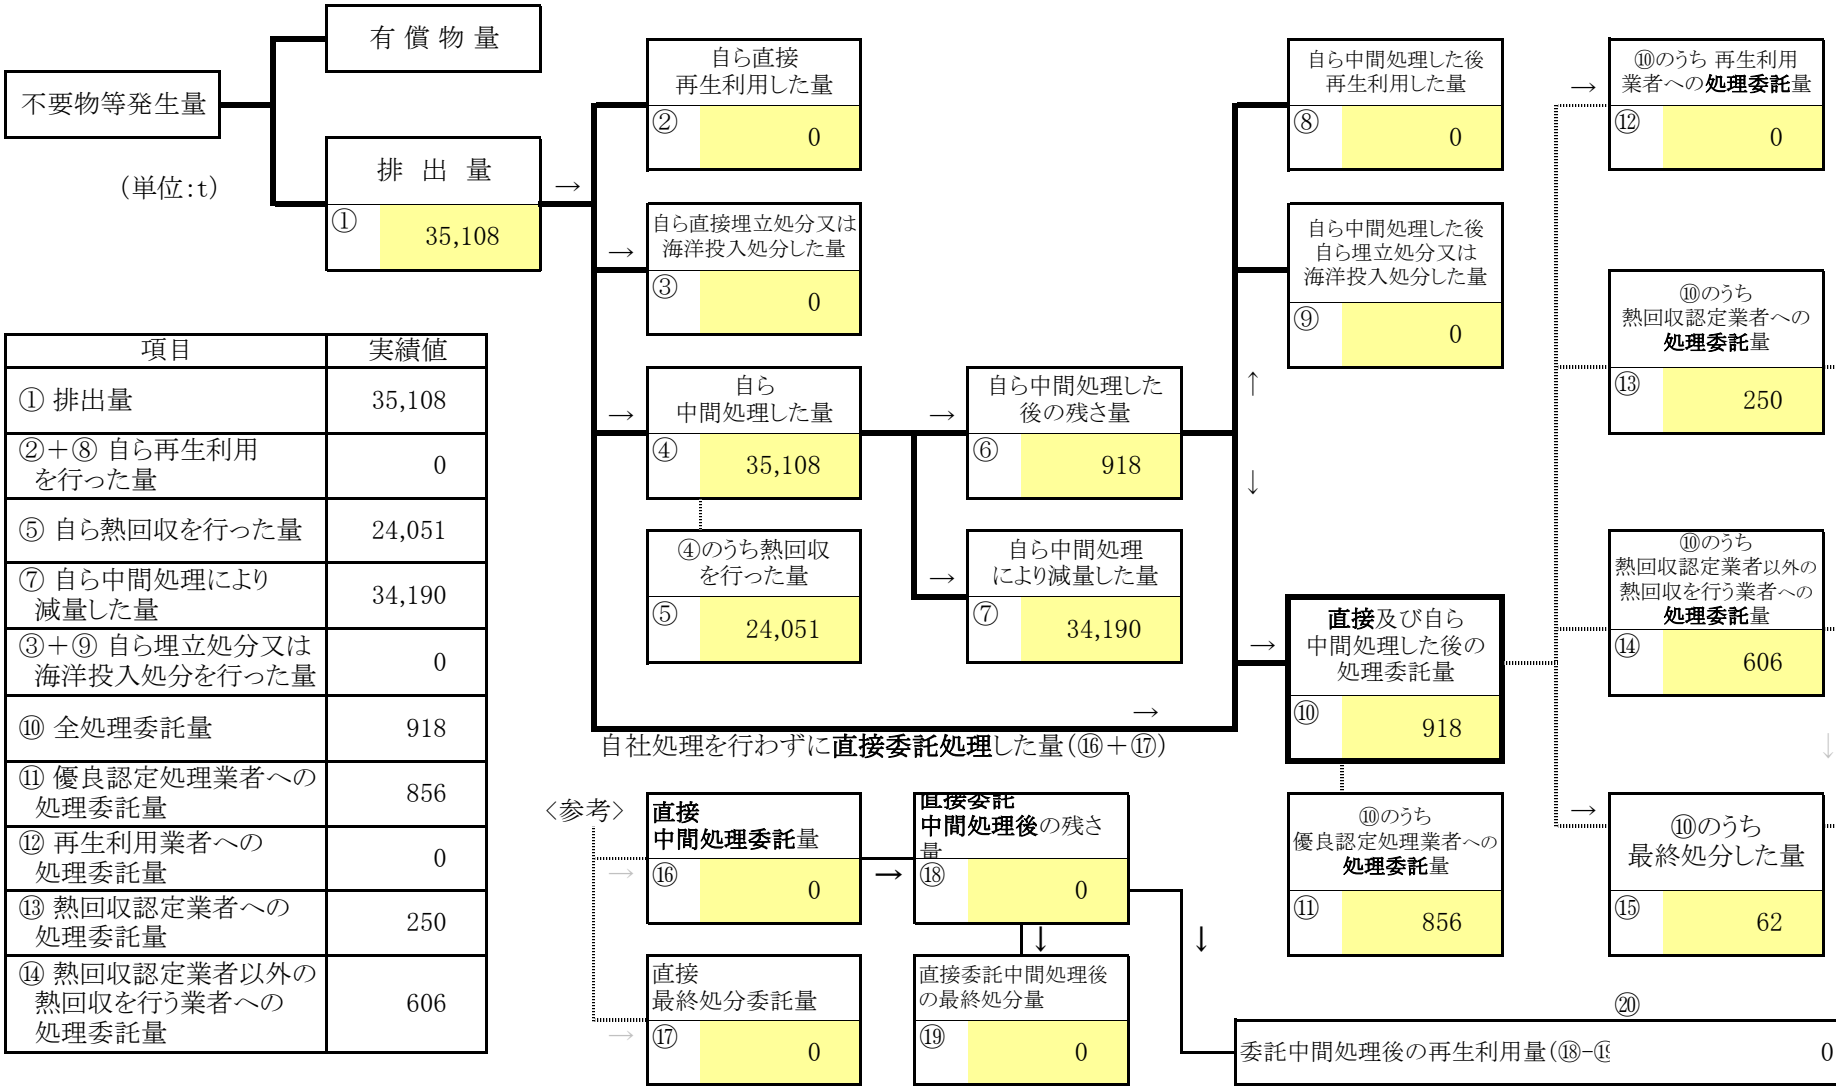 有 償 物 量
不要物等発生量
(単位:t)
排 出 量
①
35,108
→
自ら直接
再生利用した量
②
0
→
自ら直接埋立処分又は
海洋投入処分した量
③
0
→
自ら
中間処理した量
④
35,108
④のうち熱回収
を行った量
⑤
24,051
→
自ら中間処理した
後の残さ量
⑥
918
→
自ら中間処理
により減量した量
⑦
34,190
自ら中間処理した後
再生利用した量
⑧
0
自ら中間処理した後
自ら埋立処分又は
海洋投入処分した量
⑨
0
↑
↓
→
直接及び自ら
中間処理した後の
処理委託量
⑩
918
⑩のうち
優良認定処理業者への
処理委託量
⑪
856
→
⑩のうち 再生利用
業者への処理委託量
⑫
0
⑩のうち
熱回収認定業者への
処理委託量
⑬
250
⑩のうち
熱回収認定業者以外の
熱回収を行う業者への
処理委託量
⑭
606
↓
→
⑩のうち
最終処分した量
⑮
62
→
自社処理を行わずに直接委託処理した量(⑯+⑰)
項目 実績値
① 排出量 35,108
②+⑧ 自ら再生利用
を行った量 0
⑤ 自ら熱回収を行った量 24,051
⑦ 自ら中間処理により
減量した量 34,190
③+⑨ 自ら埋立処分又は
海洋投入処分を行った量 0
⑩ 全処理委託量 918
⑪ 優良認定処理業者への
処理委託量 856
⑫ 再生利用業者への
処理委託量 0
⑬ 熱回収認定業者への
処理委託量 250
⑭ 熱回収認定業者以外の
熱回収を行う業者への
処理委託量 606
<参考>
→
直接
中間処理委託量
⑯
0
→
直接委託
中間処理後の残さ
量
⑱
0
↓
↓
→
直接
最終処分委託量
⑰
0
直接委託中間処理後
の最終処分量
⑲
0
⑳
委託中間処理後の再生利用量(⑱-⑲
0